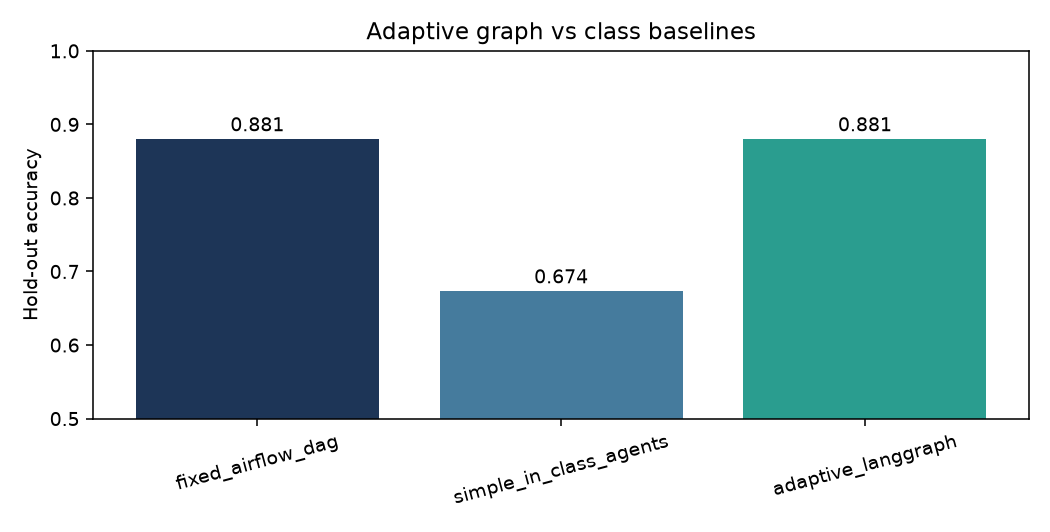 Adaptive graph vs class baselines
Hold-out accuracy
1.0
0.9
0.8
0.7
0.6
0.5
0.881
0.674
0.881
fixed_airflow_dag
simple_in_class_agents
adaptive_langgraph